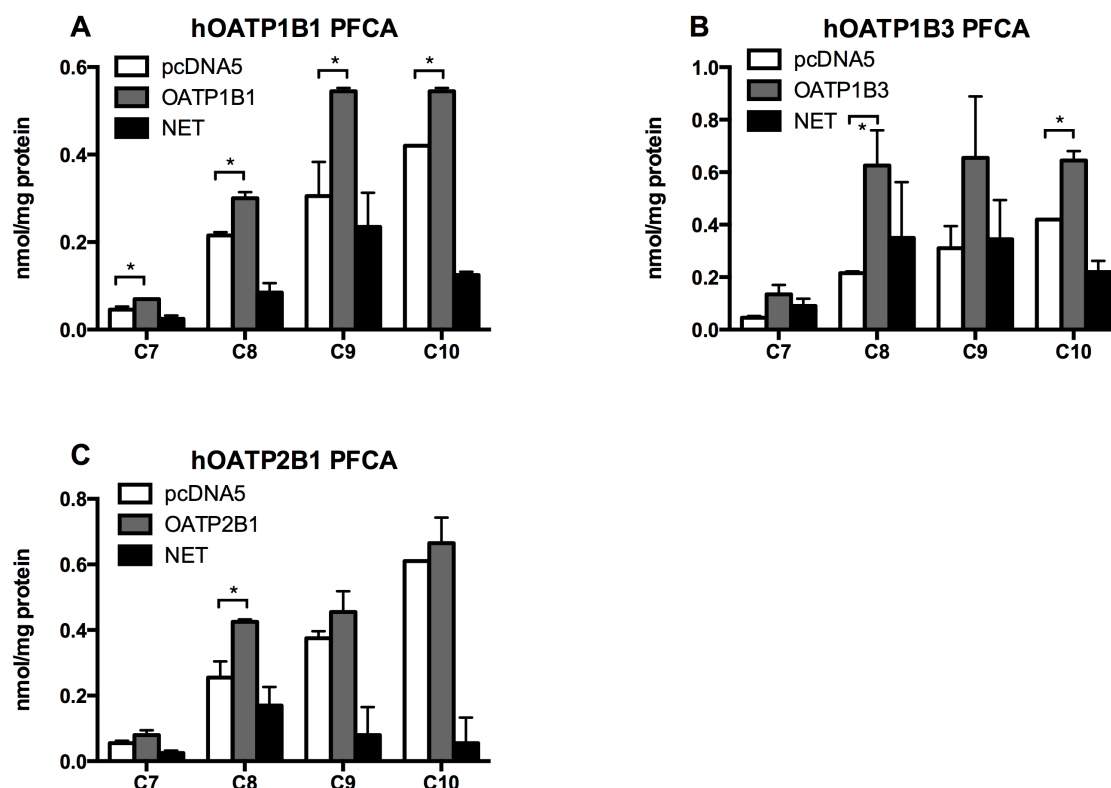 A
hOATP1B1 PFCA
pcDNA5
OATP1B1
NET
nmol/mg protein
0.6
0.4
0.2
0.0
*
*
*
*
C7
C8
C9
C10
B
hOATP1B3 PFCA
pcDNA5
OATP1B3
NET
nmol/mg protein
1.0
0.8
0.6
0.4
0.2
0.0
*
*
C7
C8
C9
C10
C
hOATP2B1 PFCA
pcDNA5
OATP2B1
NET
nmol/mg protein
0.8
0.6
0.4
0.2
0.0
*
C7
C8
C9
C10